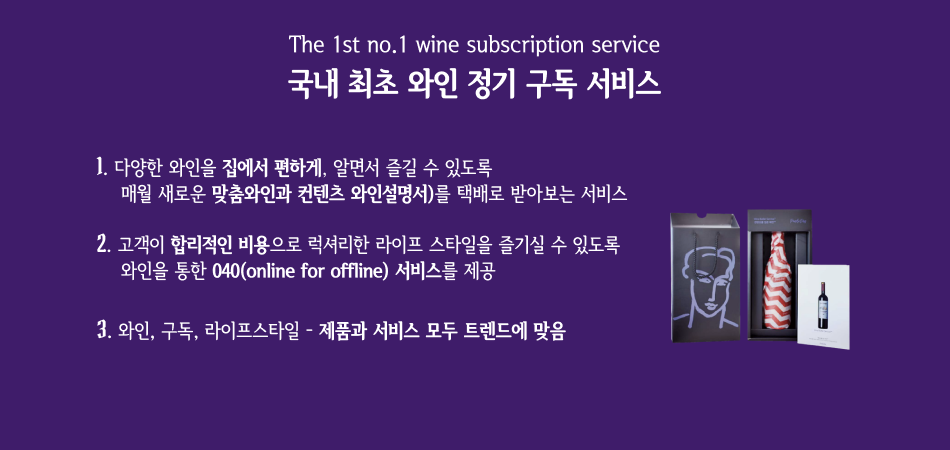 The 1st no.1 wine subscription service
국내 최초 와인 정기 구독 서비스
1. 다양한 와인을 집에서 편하게, 알면서 즐길 수 있도록
매월 새로운 맞춤와인과 컨텐츠 와인설명서)를 택배로 받아보는 서비스
2. 고객이 합리적인 비용으로 럭셔리한 라이프 스타일을 즐기실 수 있도록
와인을 통한 040(online for offline) 서비스를 제공
3. 와인, 구독, 라이프스타일 - 제품과 서비스 모두 트렌드에 맞음